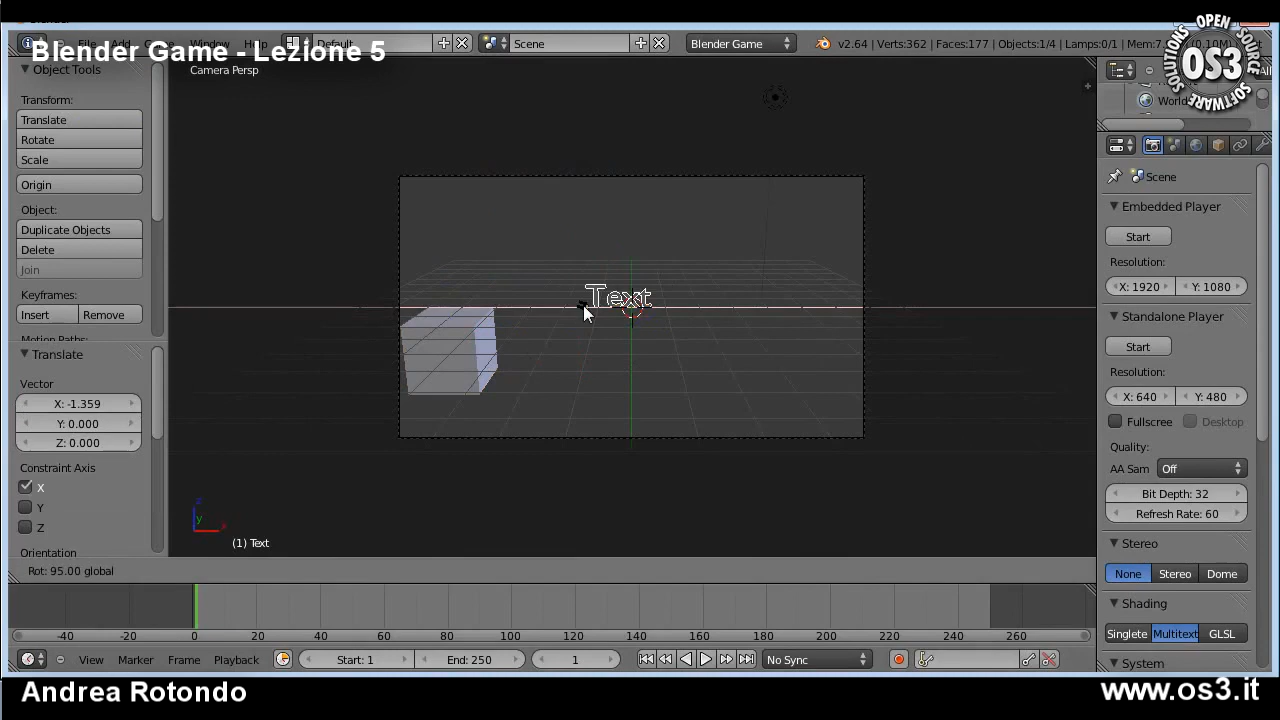 Blender Game - Lezione 5
File Add Window Help
Default
Scene
Blender Game
v2.64 | Verts:362 | Faces:177 | Objects:1/4 | Lamps:0/1 | Mem:7
OPEN SOURCE SOFTWARE SOLUTIONS
OS3
Object Tools
Transform:
Translate
Rotate
Scale
Origin
Object:
Duplicate Objects
Delete
Join
Keyframes:
Insert
Remove
Motion Paths:
Translate
Vector
X: -1.359
Y: 0.000
Z: 0.000
Constraint Axis
X
Y
Z
Orientation
Camera Persp
Text
z
y
x
(1) Text
Rot: 95.00 global
All
World
Scene
Embedded Player
Start
Resolution:
X: 1920
Y: 1080
Standalone Player
Start
Resolution:
X: 640
Y: 480
Fullscree
Desktop
Quality:
AA Sam
Off
Bit Depth: 32
Refresh Rate: 60
Stereo
None
Stereo
Dome
Shading
Singlete
Multitext
GLSL
System
-40 -20 0 20 40 60 80 100 120 140 160 180 200 220 240 260
View
Marker
Frame
Playback
Start: 1
End: 250
1
No Sync
Andrea Rotondo
www.os3.it